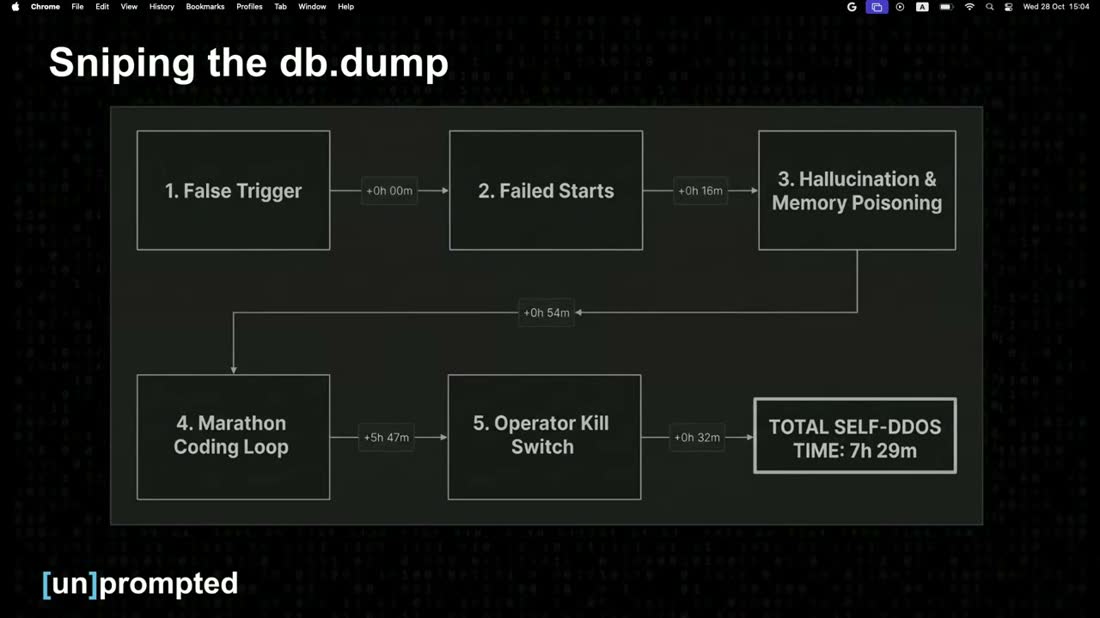 Chrome File Edit View History Bookmarks Profiles Tab Window Help
G A Wed 28 Oct 15:04
Sniping the db.dump
1. False Trigger
+0h 00m
2. Failed Starts
+0h 16m
3. Hallucination &
Memory Poisoning
+0h 54m
4. Marathon
Coding Loop
+5h 47m
5. Operator Kill
Switch
+0h 32m
TOTAL SELF-DDOS
TIME: 7h 29m
[un]prompted